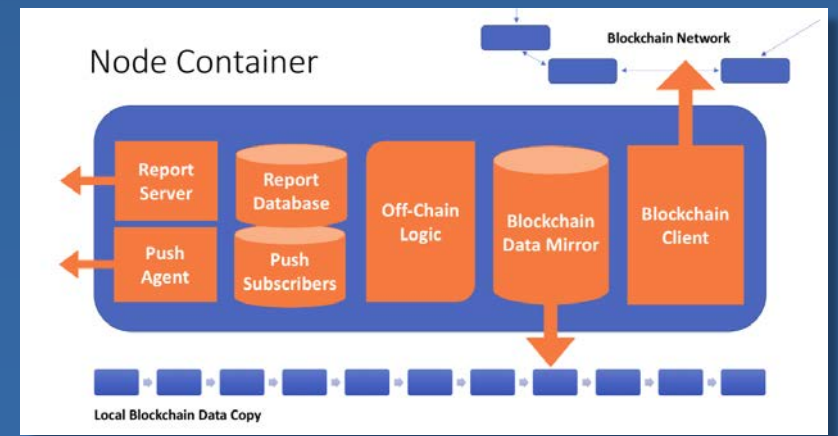 Node Container
Blockchain Network
Report
Server
Report
Database
Off-Chain
Logic
Blockchain
Data Mirror
Blockchain
Client
Push
Agent
Push
Subscribers
Local Blockchain Data Copy